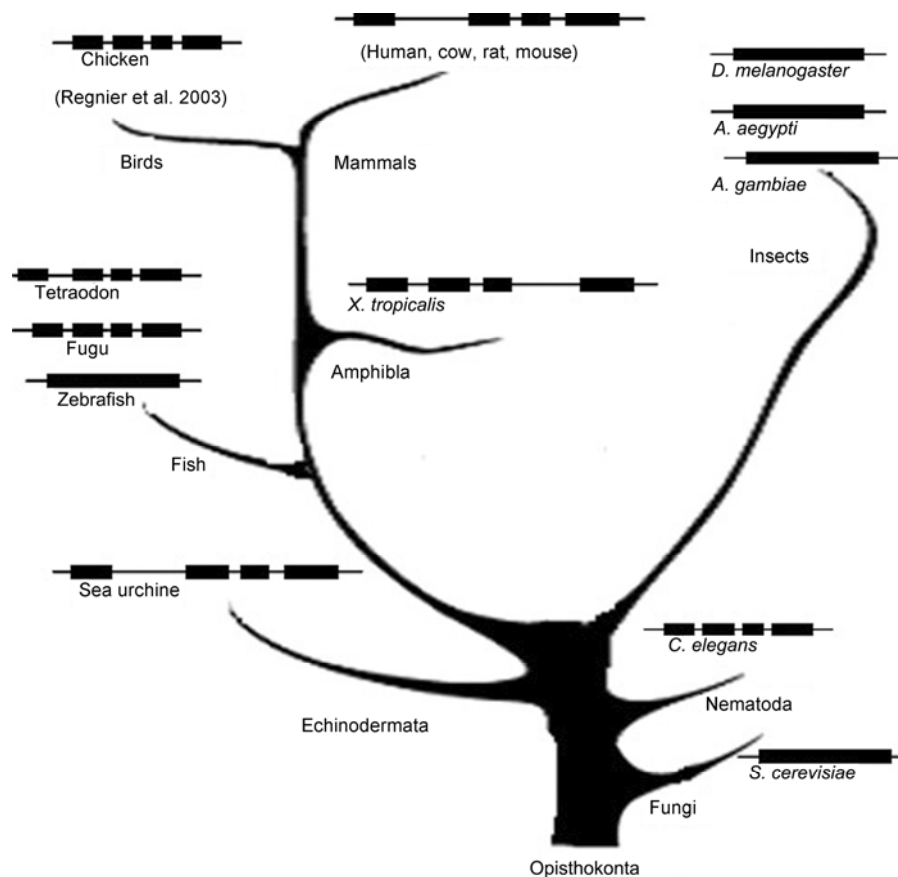 Chicken
(Regnier et al. 2003)
(Human, cow, rat, mouse)
D. melanogaster
A. aegypti
A. gambiae
Birds
Mammals
Insects
Tetraodon
Fugu
Zebrafish
X. tropicalis
Amphibla
Fish
Sea urchine
C. elegans
Echinodermata
Nematoda
S. cerevisiae
Fungi
Opisthokonta